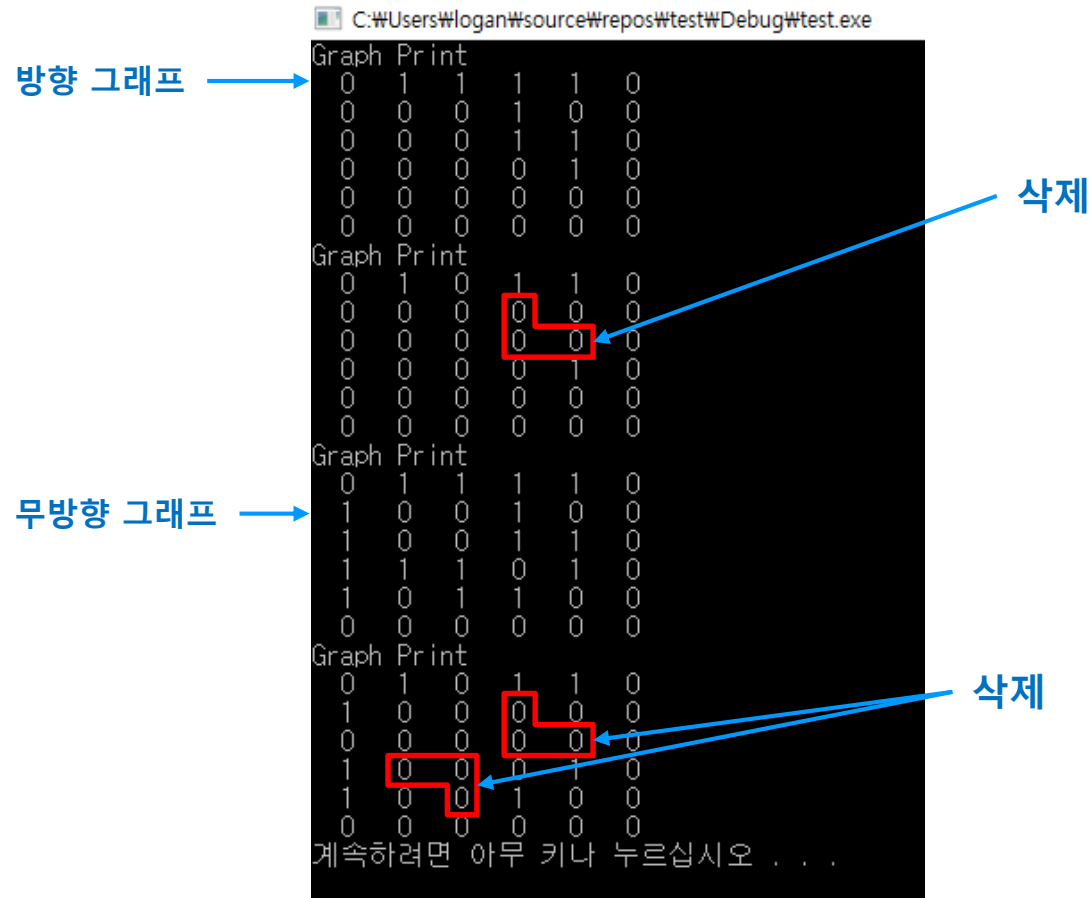 C:₩Users₩logan₩source₩repos₩test₩Debug₩test.exe
Graph Print
방향 그래프
0 1 1 1 1 0
0 0 0 1 0 0
0 0 0 1 1 0
0 0 0 0 1 0
0 0 0 0 0 0
0 0 0 0 0 0
삭제
Graph Print
0 1 0 1 1 0
0 0 0 0 0 0
0 0 0 0 0 0
0 0 0 0 1 0
0 0 0 0 0 0
0 0 0 0 0 0
Graph Print
0 1 1 1 1 0
무방향 그래프
1 0 0 1 0 0
1 0 0 1 1 0
1 1 1 0 1 0
1 0 1 1 0 0
0 0 0 0 0 0
Graph Print
0 1 0 1 1 0
삭제
1 0 0 0 0 0
0 0 0 0 0 0
1 0 0 0 1 0
1 0 0 1 0 0
0 0 0 0 0 0
계속하려면 아무 키나 누르십시오 . . .